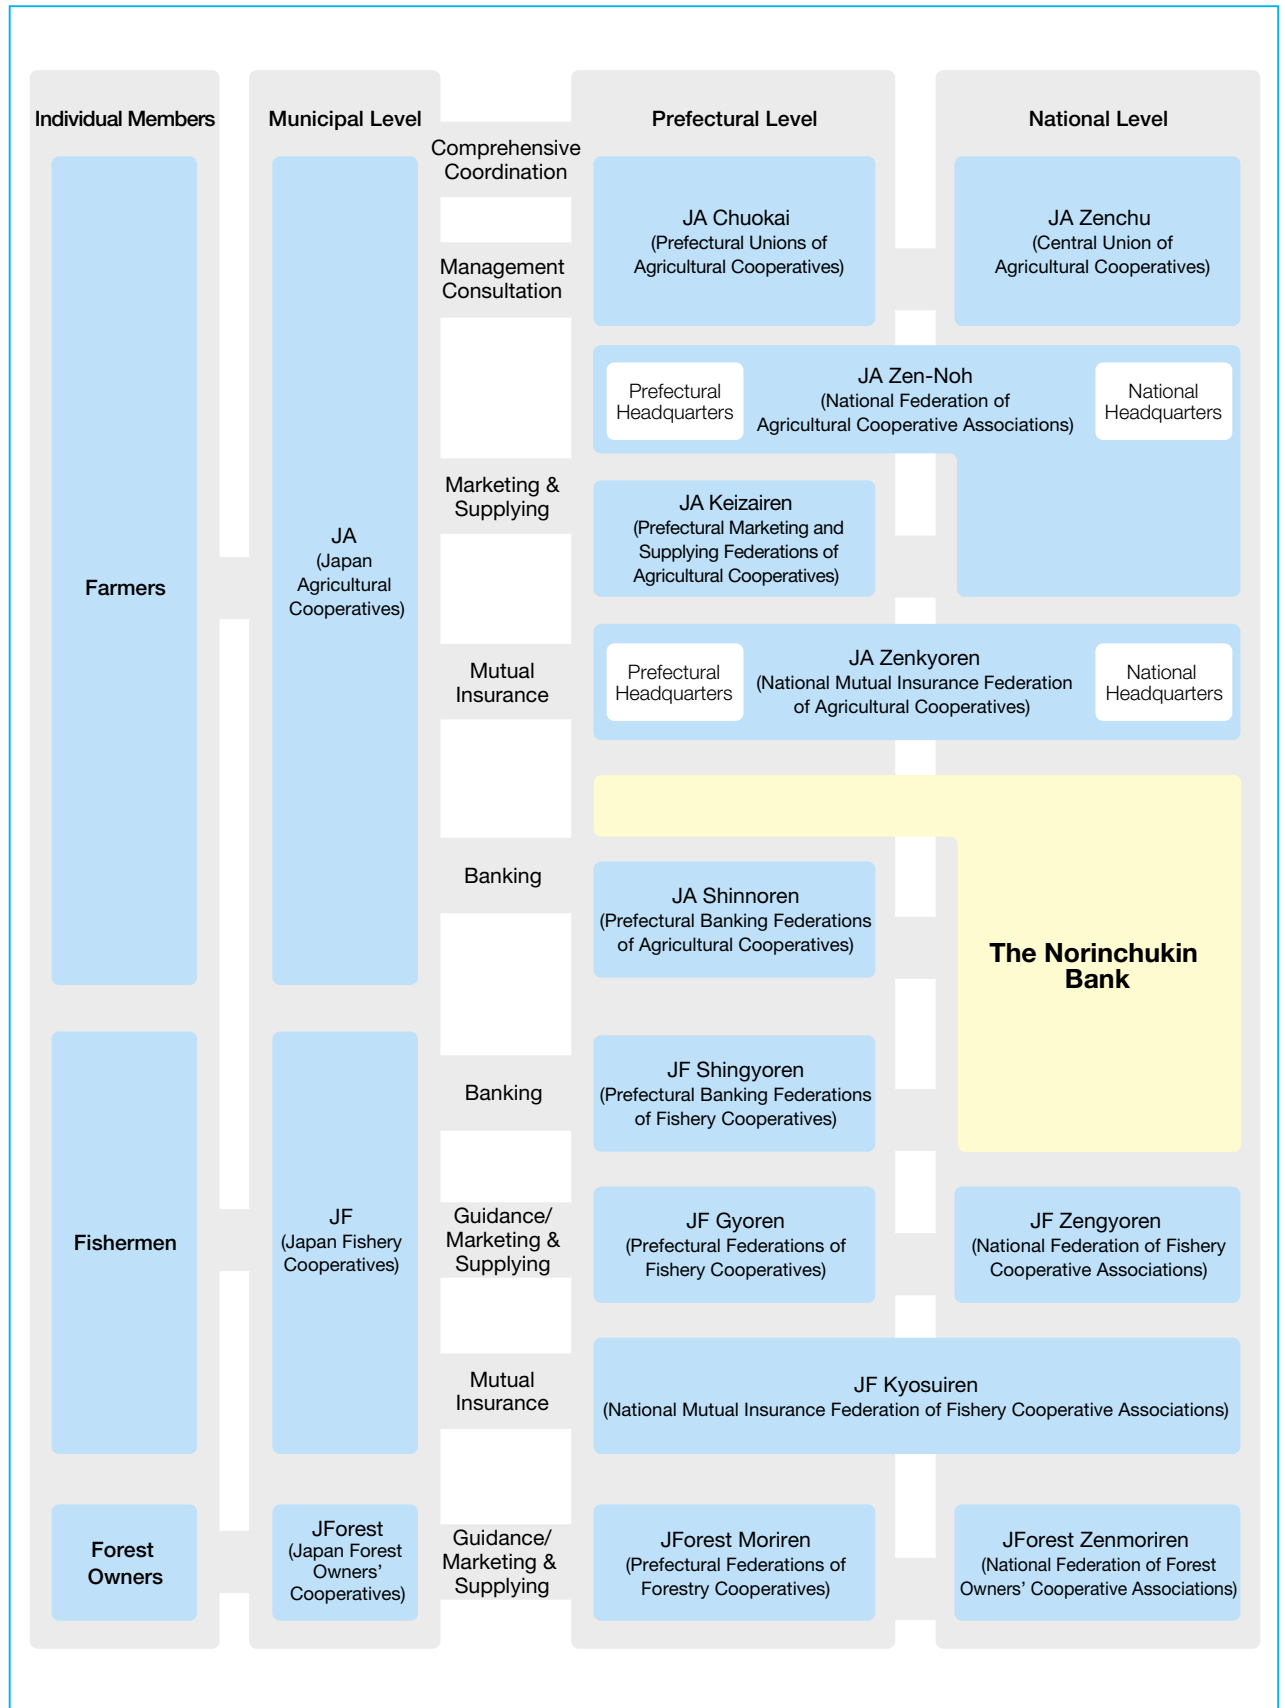 Individual Members
Municipal Level
Prefectural Level
National Level
Farmers
JA
(Japan
Agricultural
Cooperatives)
Comprehensive
Coordination
Management
Consultation
JA Chuokai
(Prefectural Unions of
Agricultural Cooperatives)
JA Zenchu
(Central Union of
Agricultural Cooperatives)
Marketing &
Supplying
Prefectural
Headquarters
JA Zen-Noh
(National Federation of
Agricultural Cooperative Associations)
National
Headquarters
JA Keizairen
(Prefectural Marketing and
Supplying Federations of
Agricultural Cooperatives)
Mutual
Insurance
Prefectural
Headquarters
JA Zenkyoren
(National Mutual Insurance Federation
of Agricultural Cooperatives)
National
Headquarters
Banking
JA Shinnoren
(Prefectural Banking Federations
of Agricultural Cooperatives)
The Norinchukin
Bank
Fishermen
JF
(Japan Fishery
Cooperatives)
Banking
JF Shingyoren
(Prefectural Banking Federations
of Fishery Cooperatives)
Guidance/
Marketing &
Supplying
JF Gyoren
(Prefectural Federations of
Fishery Cooperatives)
JF Zengyoren
(National Federation of Fishery
Cooperative Associations)
Mutual
Insurance
JF Kyosuiren
(National Mutual Insurance Federation of Fishery Cooperative Associations)
Forest
Owners
JForest
(Japan Forest
Owners’
Cooperatives)
Guidance/
Marketing &
Supplying
JForest Moriren
(Prefectural Federations of
Forestry Cooperatives)
JForest Zenmoriren
(National Federation of Forest
Owners’ Cooperative Associations)